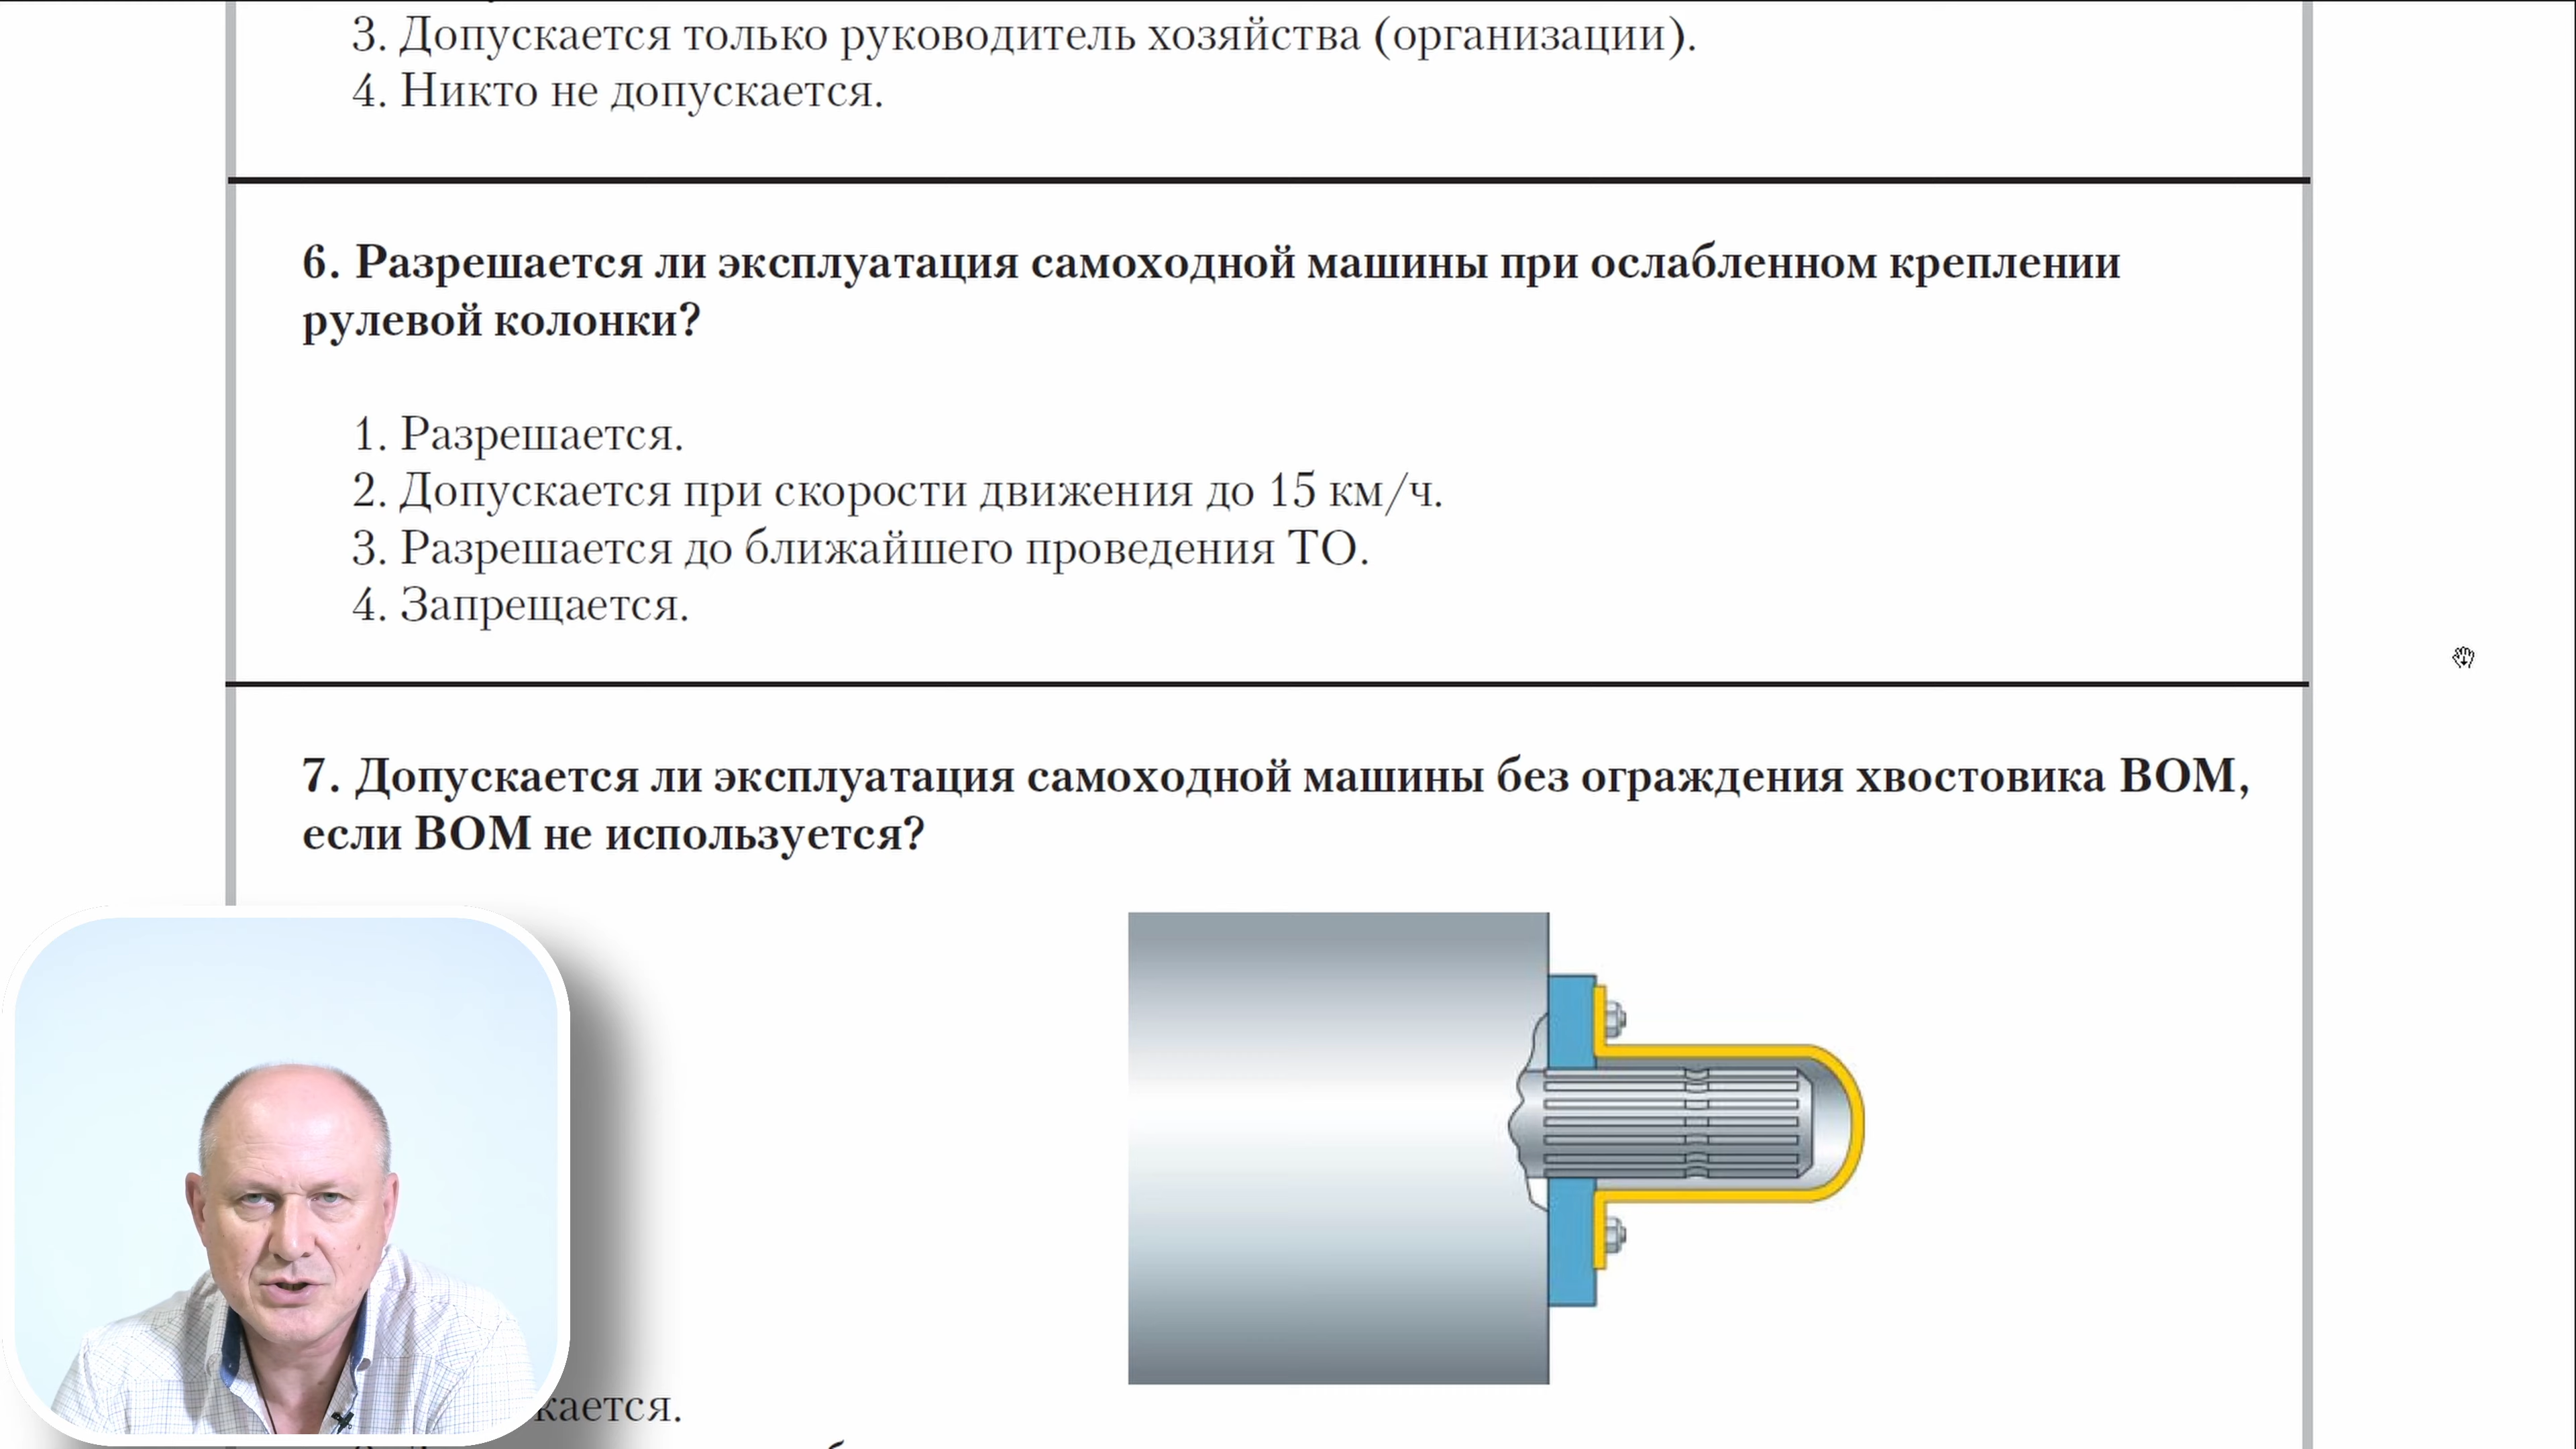 3. Допускается только руководитель хозяйства (организации).
4. Никто не допускается.
6. Разрешается ли эксплуатация самоходной машины при ослабленном креплении
рулевой колонки?
1. Разрешается.
2. Допускается при скорости движения до 15 км/ч.
3. Разрешается до ближайшего проведения ТО.
4. Запрещается.
7. Допускается ли эксплуатация самоходной машины без ограждения хвостовика ВОМ,
если ВОМ не используется?
кается.